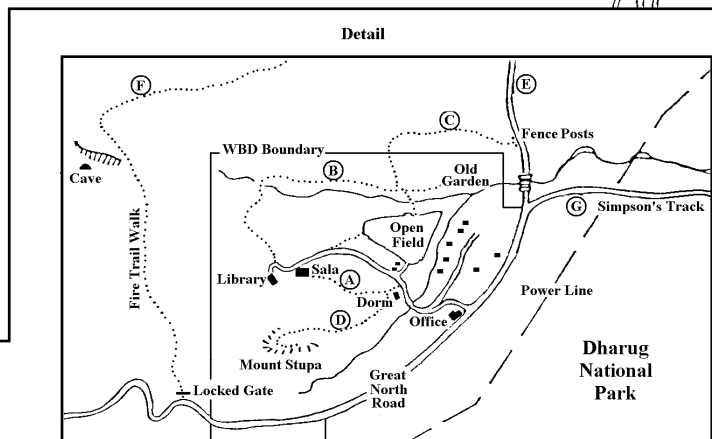 Detail
F
E
C
Fence Posts
WBD Boundary
Cave
B
Old
Garden
G
Simpson's Track
Open
Field
Fire Trail Walk
Library
Sala
A
Dorm
Power Line
D
Office
Mount Stupa
Dharug
National
Park
Great
North
Road
Locked Gate